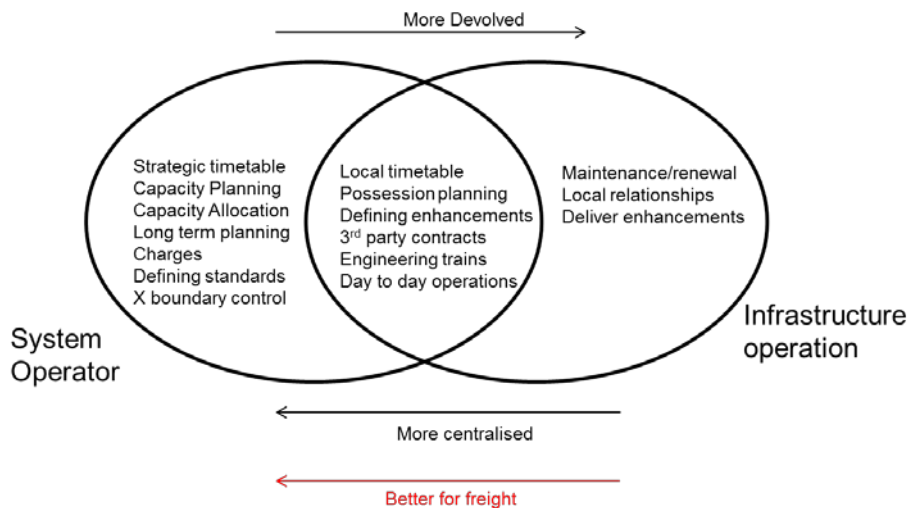 More Devolved
Strategic timetable
Capacity Planning
Capacity Allocation
Long term planning
Charges
Defining standards
X boundary control
Local timetable
Possession planning
Defining enhancements
3rd party contracts
Engineering trains
Day to day operations
Maintenance/renewal
Local relationships
Deliver enhancements
System
Operator
Infrastructure
operation
More centralised
Better for freight